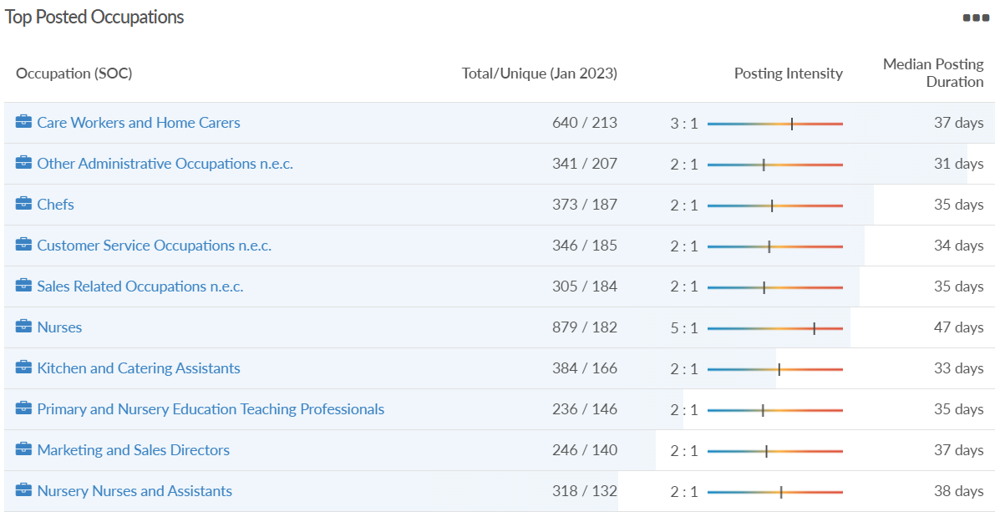 Top Posted Occupations
Occupation (SOC) Total/Unique (Jan 2023) Posting Intensity Median Posting Duration
Care Workers and Home Carers 640 / 213 3 : 1 37 days
Other Administrative Occupations n.e.c. 341 / 207 2 : 1 31 days
Chefs 373 / 187 2 : 1 35 days
Customer Service Occupations n.e.c. 346 / 185 2 : 1 34 days
Sales Related Occupations n.e.c. 305 / 184 2 : 1 35 days
Nurses 879 / 182 5 : 1 47 days
Kitchen and Catering Assistants 384 / 166 2 : 1 33 days
Primary and Nursery Education Teaching Professionals 236 / 146 2 : 1 35 days
Marketing and Sales Directors 246 / 140 2 : 1 37 days
Nursery Nurses and Assistants 318 / 132 2 : 1 38 days